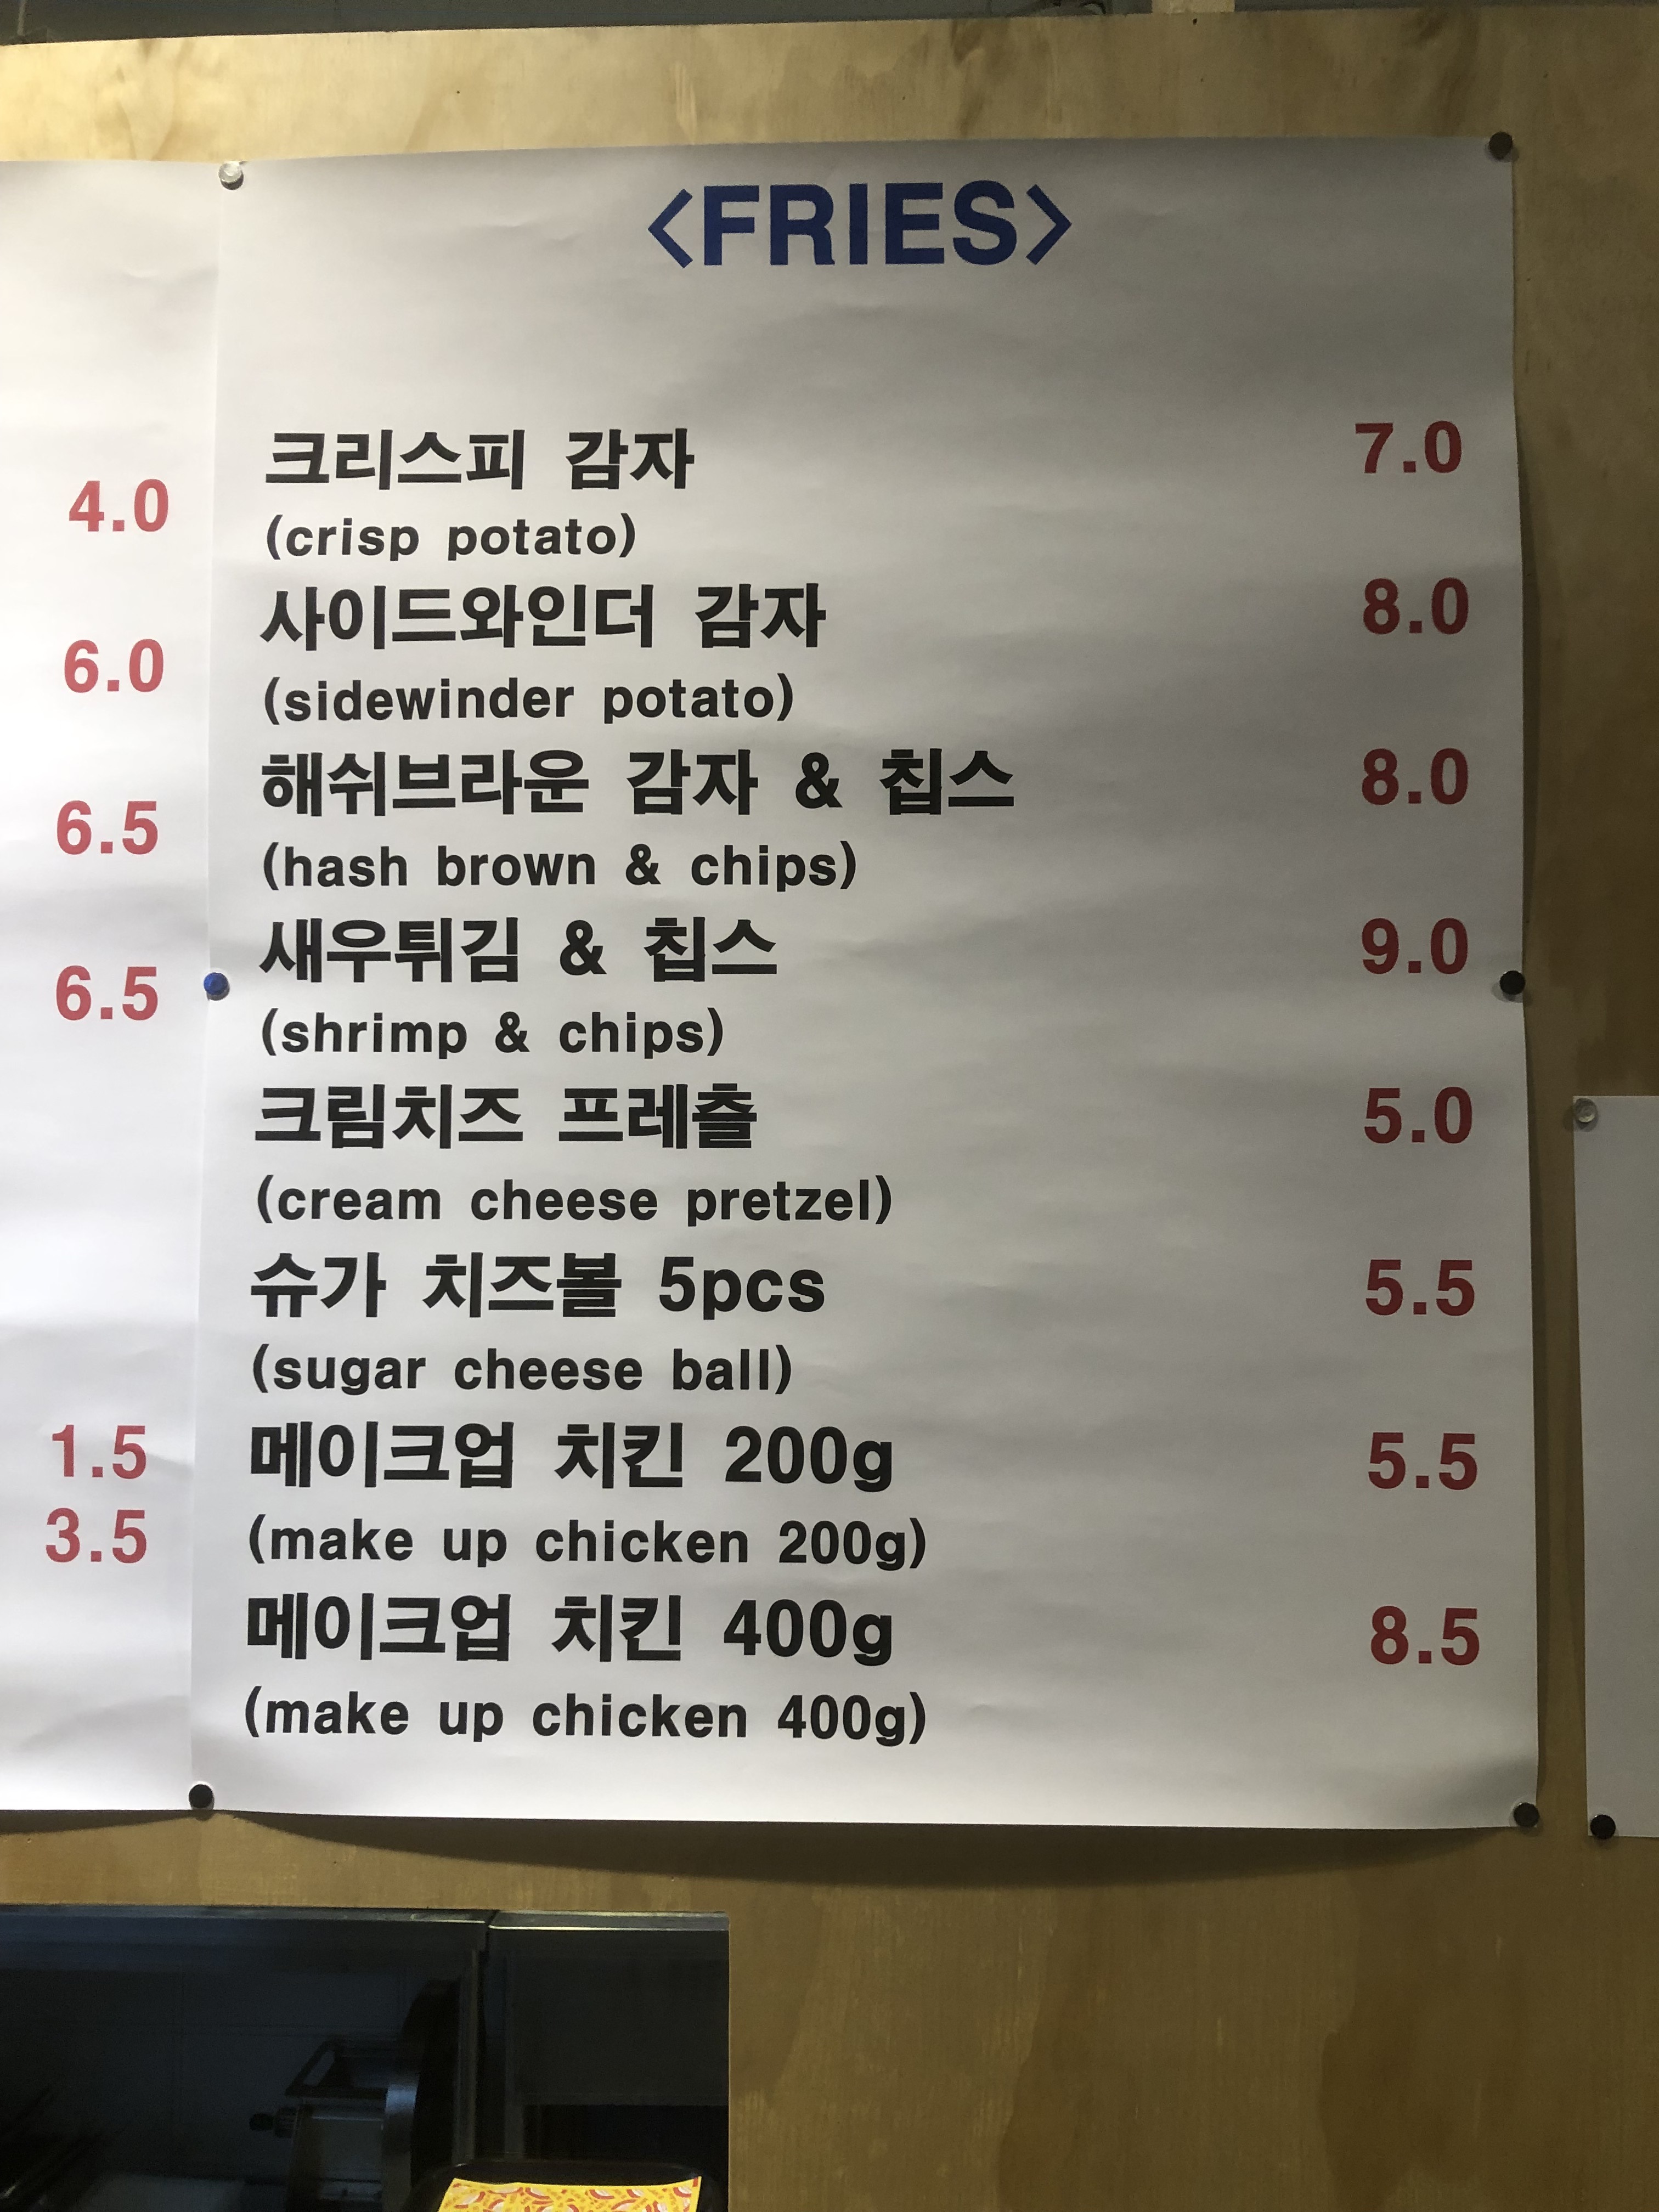 4.0
6.0
6.5
6.5
1.5
3.5
<FRIES>
크리스피 감자 7.0
(crisp potato)
사이드와인더 감자 8.0
(sidewinder potato)
해쉬브라운 감자 & 칩스 8.0
(hash brown & chips)
새우튀김 & 칩스 9.0
(shrimp & chips)
크림치즈 프레츨 5.0
(cream cheese pretzel)
슈가 치즈볼 5pcs 5.5
(sugar cheese ball)
메이크업 치킨 200g 5.5
(make up chicken 200g)
메이크업 치킨 400g 8.5
(make up chicken 400g)